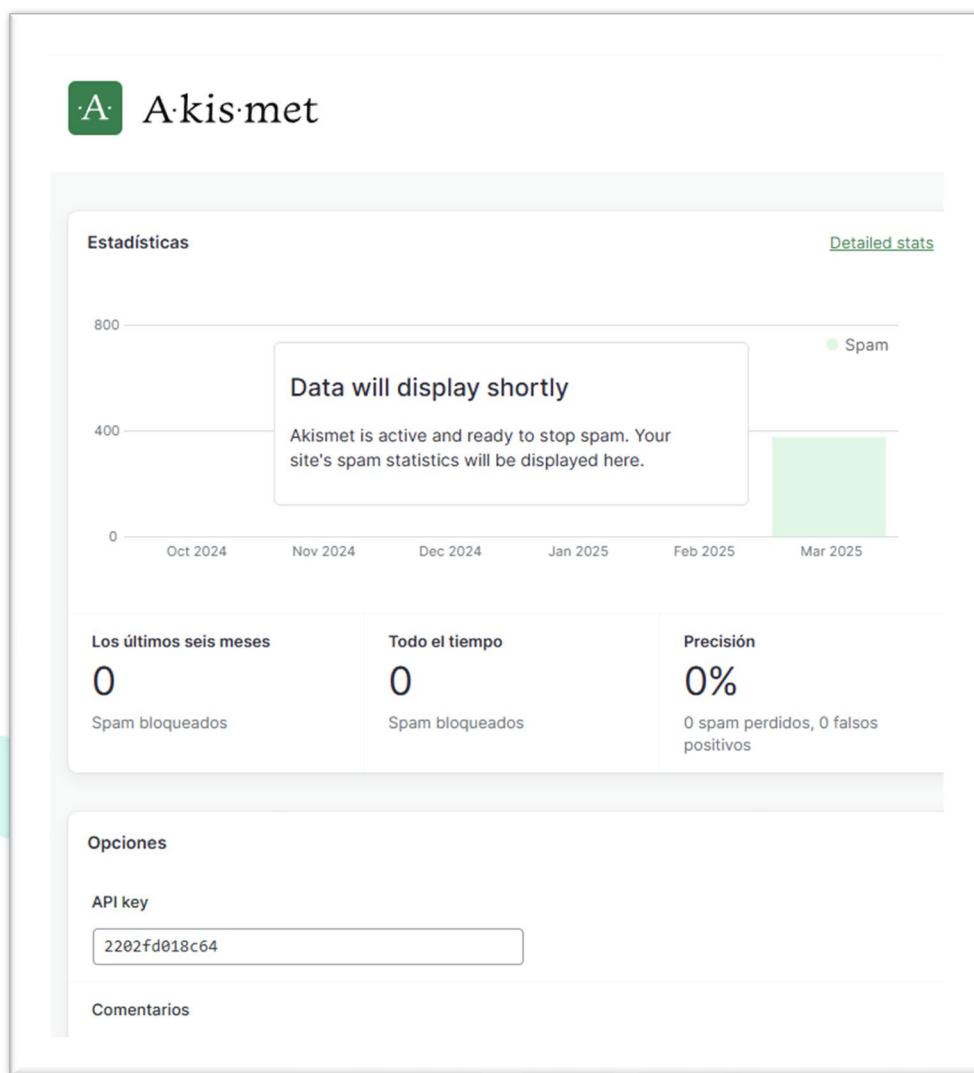 ·A· A·kis·met
Estadísticas
Detailed stats
800
Spam
Data will display shortly
400
Akismet is active and ready to stop spam. Your
site's spam statistics will be displayed here.
0
Oct 2024 Nov 2024 Dec 2024 Jan 2025 Feb 2025 Mar 2025
Los últimos seis meses
0
Spam bloqueados
Todo el tiempo
0
Spam bloqueados
Precisión
0%
0 spam perdidos, 0 falsos
positivos
Opciones
API key
2202fd018c64
Comentarios